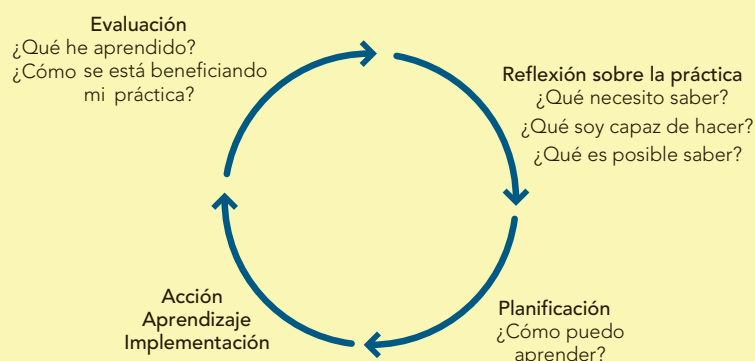 Evaluación
¿Qué he aprendido?
¿Cómo se está beneficiando
mi práctica?
Reflexión sobre la práctica
¿Qué necesito saber?
¿Qué soy capaz de hacer?
¿Qué es posible saber?
Planificación
¿Cómo puedo
aprender?
Acción
Aprendizaje
Implementación